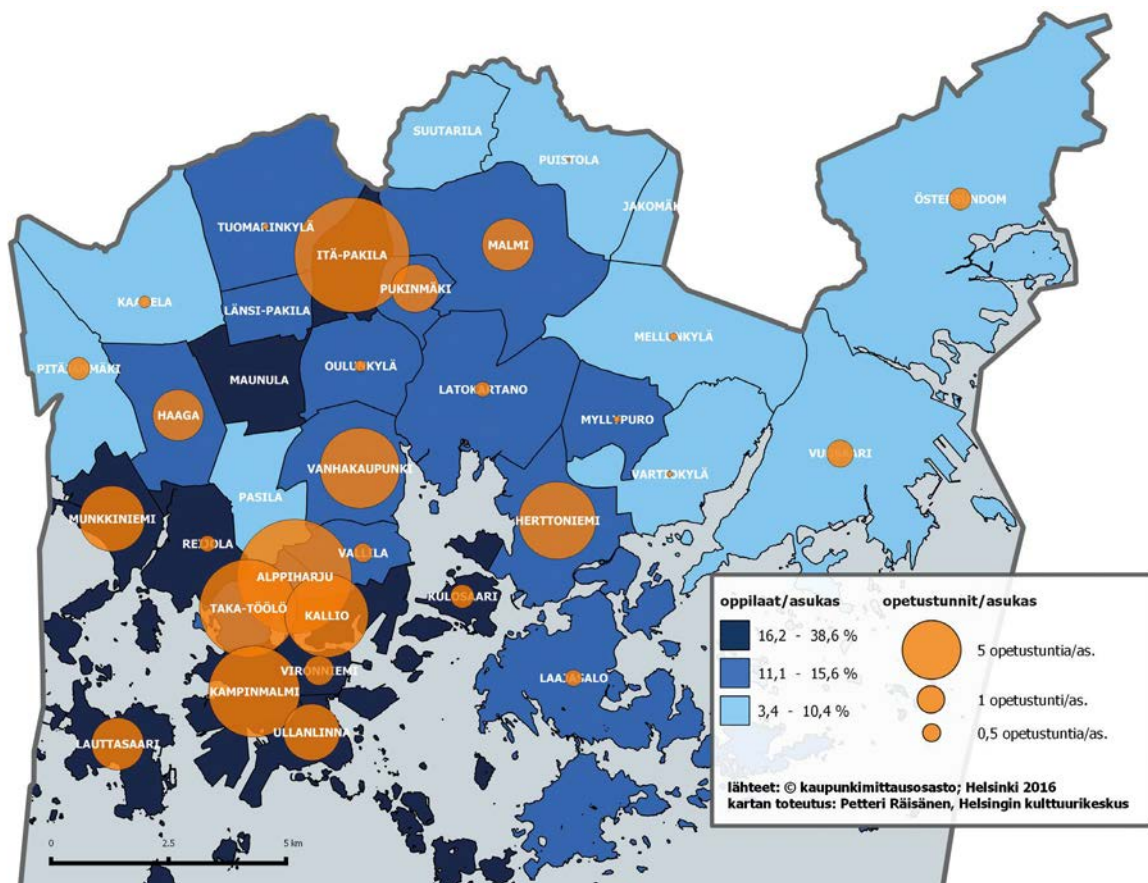 SUUTARILA
PUISTOLA
JAKOMÄKI
ÖSTERSUNDOM
TUOMARINKYLÄ
ITÄ-PAKILA
MALMI
PUKINMÄKI
KAARELA
LÄNSI-PAKILA
MELLUNKYLÄ
PITÄJÄNMÄKI
MAUNULA
OULUNKYLÄ
LATOKARTANO
HAAGA
MYLLYPURO
VUOSAARI
VANHAKAUPUNKI
VARTIOKYLÄ
PASILA
MUNKKINIEMI
HERTTONIEMI
REIJOLA
VALLILA
ALPPIHARJU
KULOSAARI
TAKA-TÖÖLÖ
KALLIO
VIRONNIEMI
LAAJASALO
KAMPINMALMI
ULLANLINNA
LAUTTASAARI
oppilaat/asukas
16,2 - 38,6 %
11,1 - 15,6 %
3,4 - 10,4 %
opetustunnit/asukas
5 opetustuntia/as.
1 opetustunti/as.
0,5 opetustuntia/as.
lähteet: © kaupunkimittausosasto; Helsinki 2016
kartan toteutus: Petteri Räisänen, Helsingin kulttuurikeskus
0 2.5 5 km